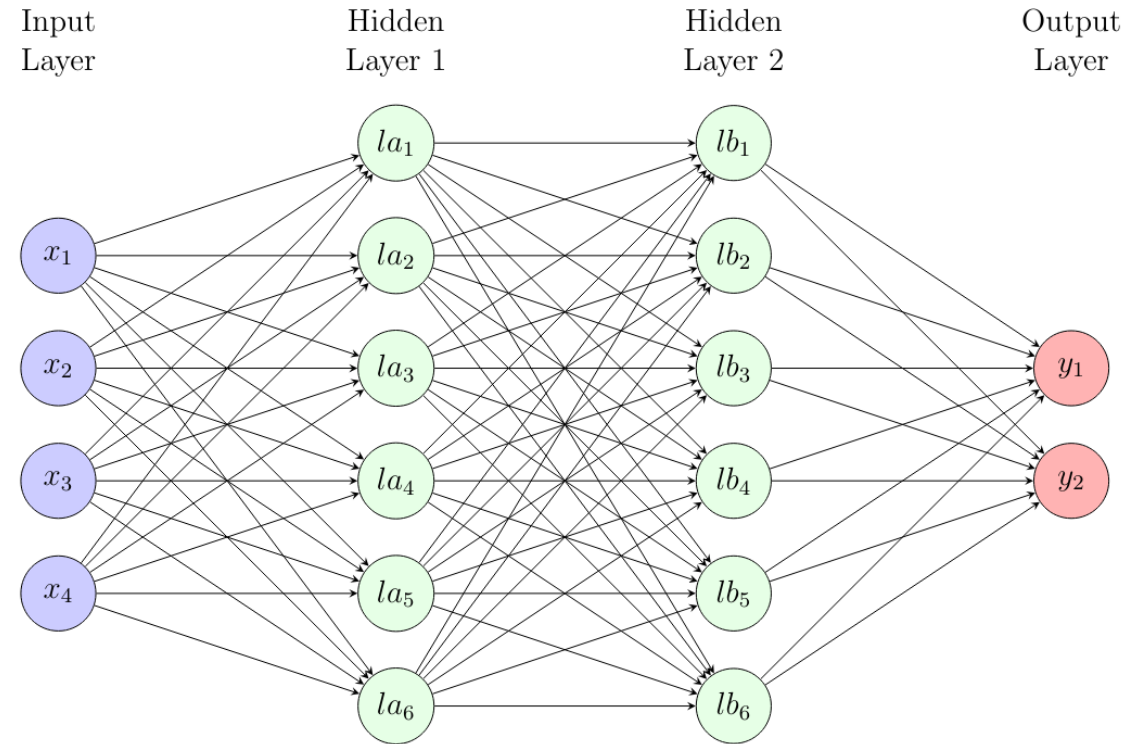 Input
Layer
Hidden
Layer 1
Hidden
Layer 2
Output
Layer
x₁
x₂
x₃
x₄
la₁
la₂
la₃
la₄
la₅
la₆
lb₁
lb₂
lb₃
lb₄
lb₅
lb₆
y₁
y₂